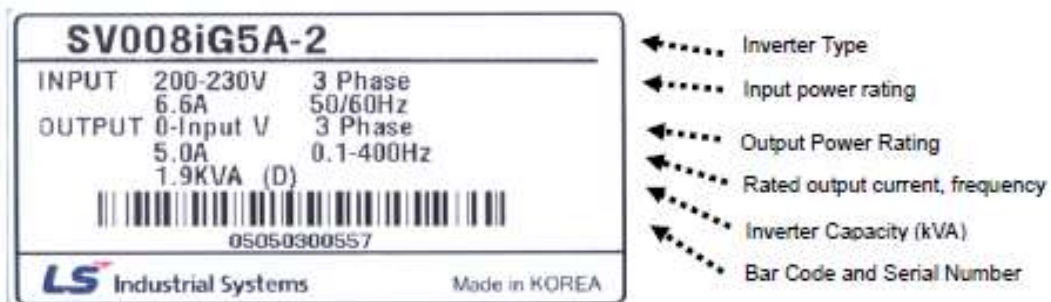 SV008iG5A-2
INPUT 200-230V 3 Phase
6.6A 50/60Hz
OUTPUT 0-Input V 3 Phase
5.0A 0.1-400Hz
1.9KVA (D)
05050300557
LS Industrial Systems Made in KOREA
Inverter Type
Input power rating
Output Power Rating
Rated output current, frequency
Inverter Capacity (kVA)
Bar Code and Serial Number